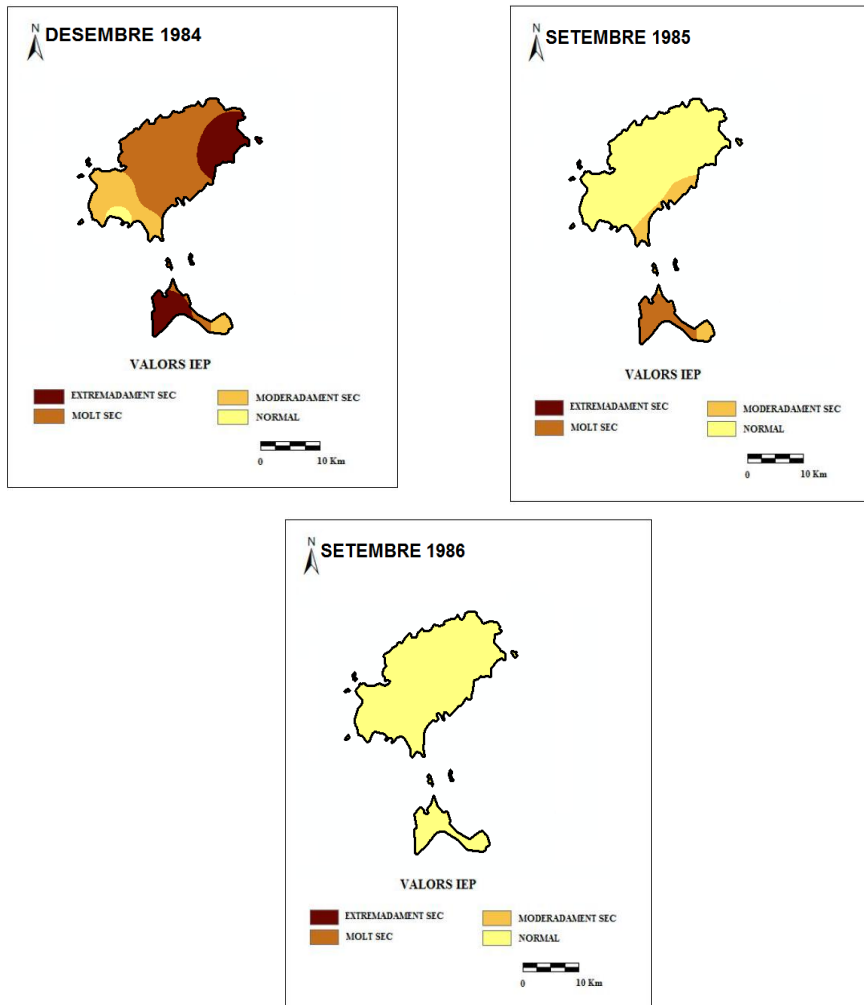 N
DESEMBRE 1984
VALORS IEP
EXTREMADAMENT SEC
MODERADAMENT SEC
MOLT SEC
NORMAL
0 10 Km
N
SETEMBRE 1985
VALORS IEP
EXTREMADAMENT SEC
MODERADAMENT SEC
MOLT SEC
NORMAL
0 10 Km
N
SETEMBRE 1986
VALORS IEP
EXTREMADAMENT SEC
MODERADAMENT SEC
MOLT SEC
NORMAL
0 10 Km